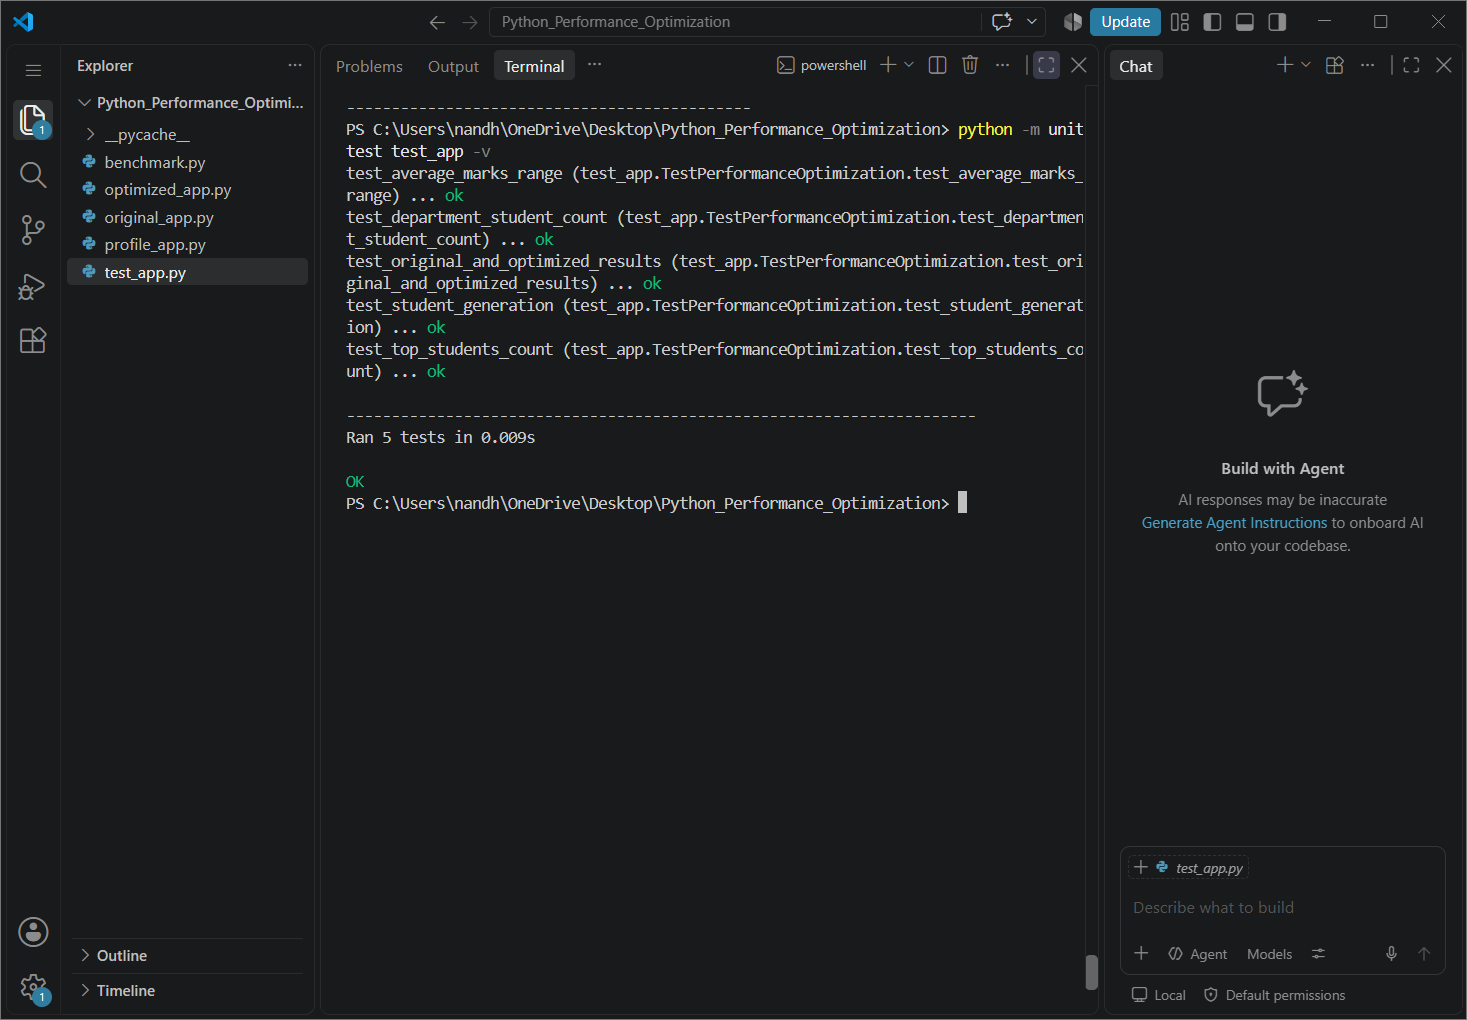 Python_Performance_Optimization
Update
Explorer
Python_Performance_Optimi...
__pycache__
benchmark.py
optimized_app.py
original_app.py
profile_app.py
test_app.py
1
Outline
Timeline
1
Problems Output Terminal
powershell
--------------------------------------------
PS C:\Users\nandh\OneDrive\Desktop\Python_Performance_Optimization> python -m unit
test test_app -v
test_average_marks_range (test_app.TestPerformanceOptimization.test_average_marks_
range) ... ok
test_department_student_count (test_app.TestPerformanceOptimization.test_departmen
t_student_count) ... ok
test_original_and_optimized_results (test_app.TestPerformanceOptimization.test_ori
ginal_and_optimized_results) ... ok
test_student_generation (test_app.TestPerformanceOptimization.test_student_generat
ion) ... ok
test_top_students_count (test_app.TestPerformanceOptimization.test_top_students_co
unt) ... ok
----------------------------------------------------------------------
Ran 5 tests in 0.009s
OK
PS C:\Users\nandh\OneDrive\Desktop\Python_Performance_Optimization>
Chat
Build with Agent
AI responses may be inaccurate
Generate Agent Instructions to onboard AI
onto your codebase.
test_app.py
Describe what to build
Agent Models
Local Default permissions